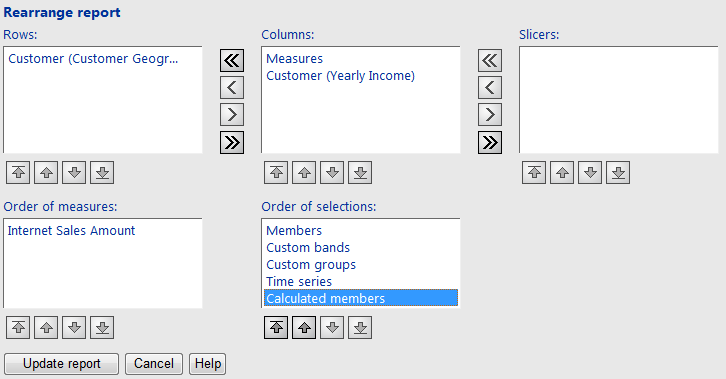 Rearrange report
Rows:
Columns:
Slicers:
Customer (Customer Geogr...
Measures
Customer (Yearly Income)
Order of measures:
Order of selections:
Internet Sales Amount
Members
Custom bands
Custom groups
Time series
Calculated members
Update report
Cancel
Help